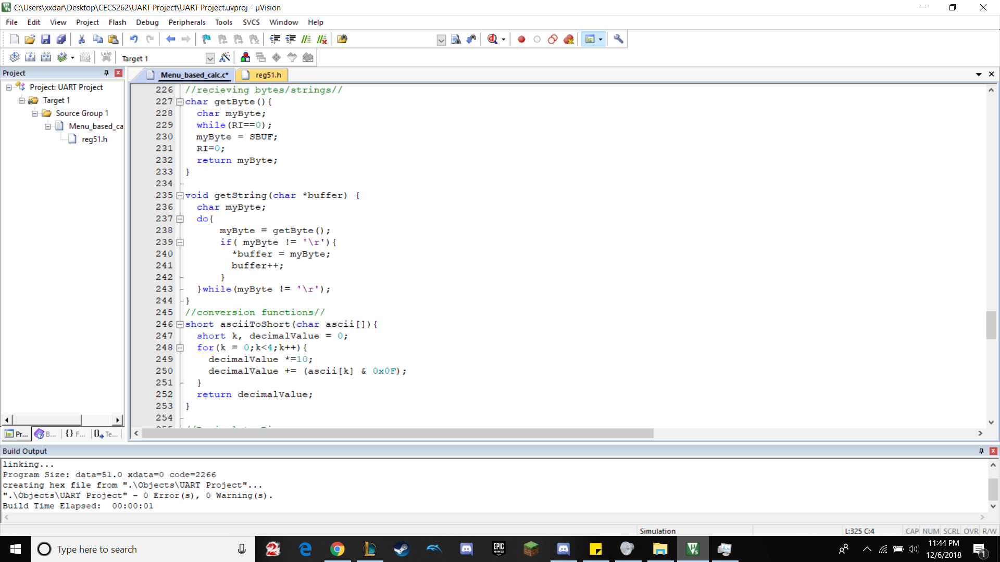 C:\Users\xxdar\Desktop\CECS262\UART Project\UART Project.uvproj - µVision
File Edit View Project Flash Debug Peripherals Tools SVCS Window Help
LOAD Target 1
Project
Menu_based_calc.c* reg51.h
Project: UART Project
Target 1
Source Group 1
Menu_based_ca
reg51.h
226 //recieving bytes/strings//
227 char getByte(){
228 char myByte;
229 while(RI==0);
230 myByte = SBUF;
231 RI=0;
232 return myByte;
233 }
234
235 void getString(char *buffer) {
236 char myByte;
237 do{
238 myByte = getByte();
239 if( myByte != '\r'){
240 *buffer = myByte;
241 buffer++;
242 }
243 }while(myByte != '\r');
244 }
245 //conversion functions//
246 short asciiToShort(char ascii[]){
247 short k, decimalValue = 0;
248 for(k = 0;k<4;k++){
249 decimalValue *=10;
250 decimalValue += (ascii[k] & 0x0F);
251 }
252 return decimalValue;
253 }
254
Pr... B... {} F... Te...
Build Output
linking...
Program Size: data=51.0 xdata=0 code=2266
creating hex file from ".\Objects\UART Project"...
".\Objects\UART Project" - 0 Error(s), 0 Warning(s).
Build Time Elapsed:  00:00:01
Simulation L:325 C:4 CAP NUM SCRL OVR R/W
Type here to search
EPIC GAMES
11:44 PM
12/6/2018
1